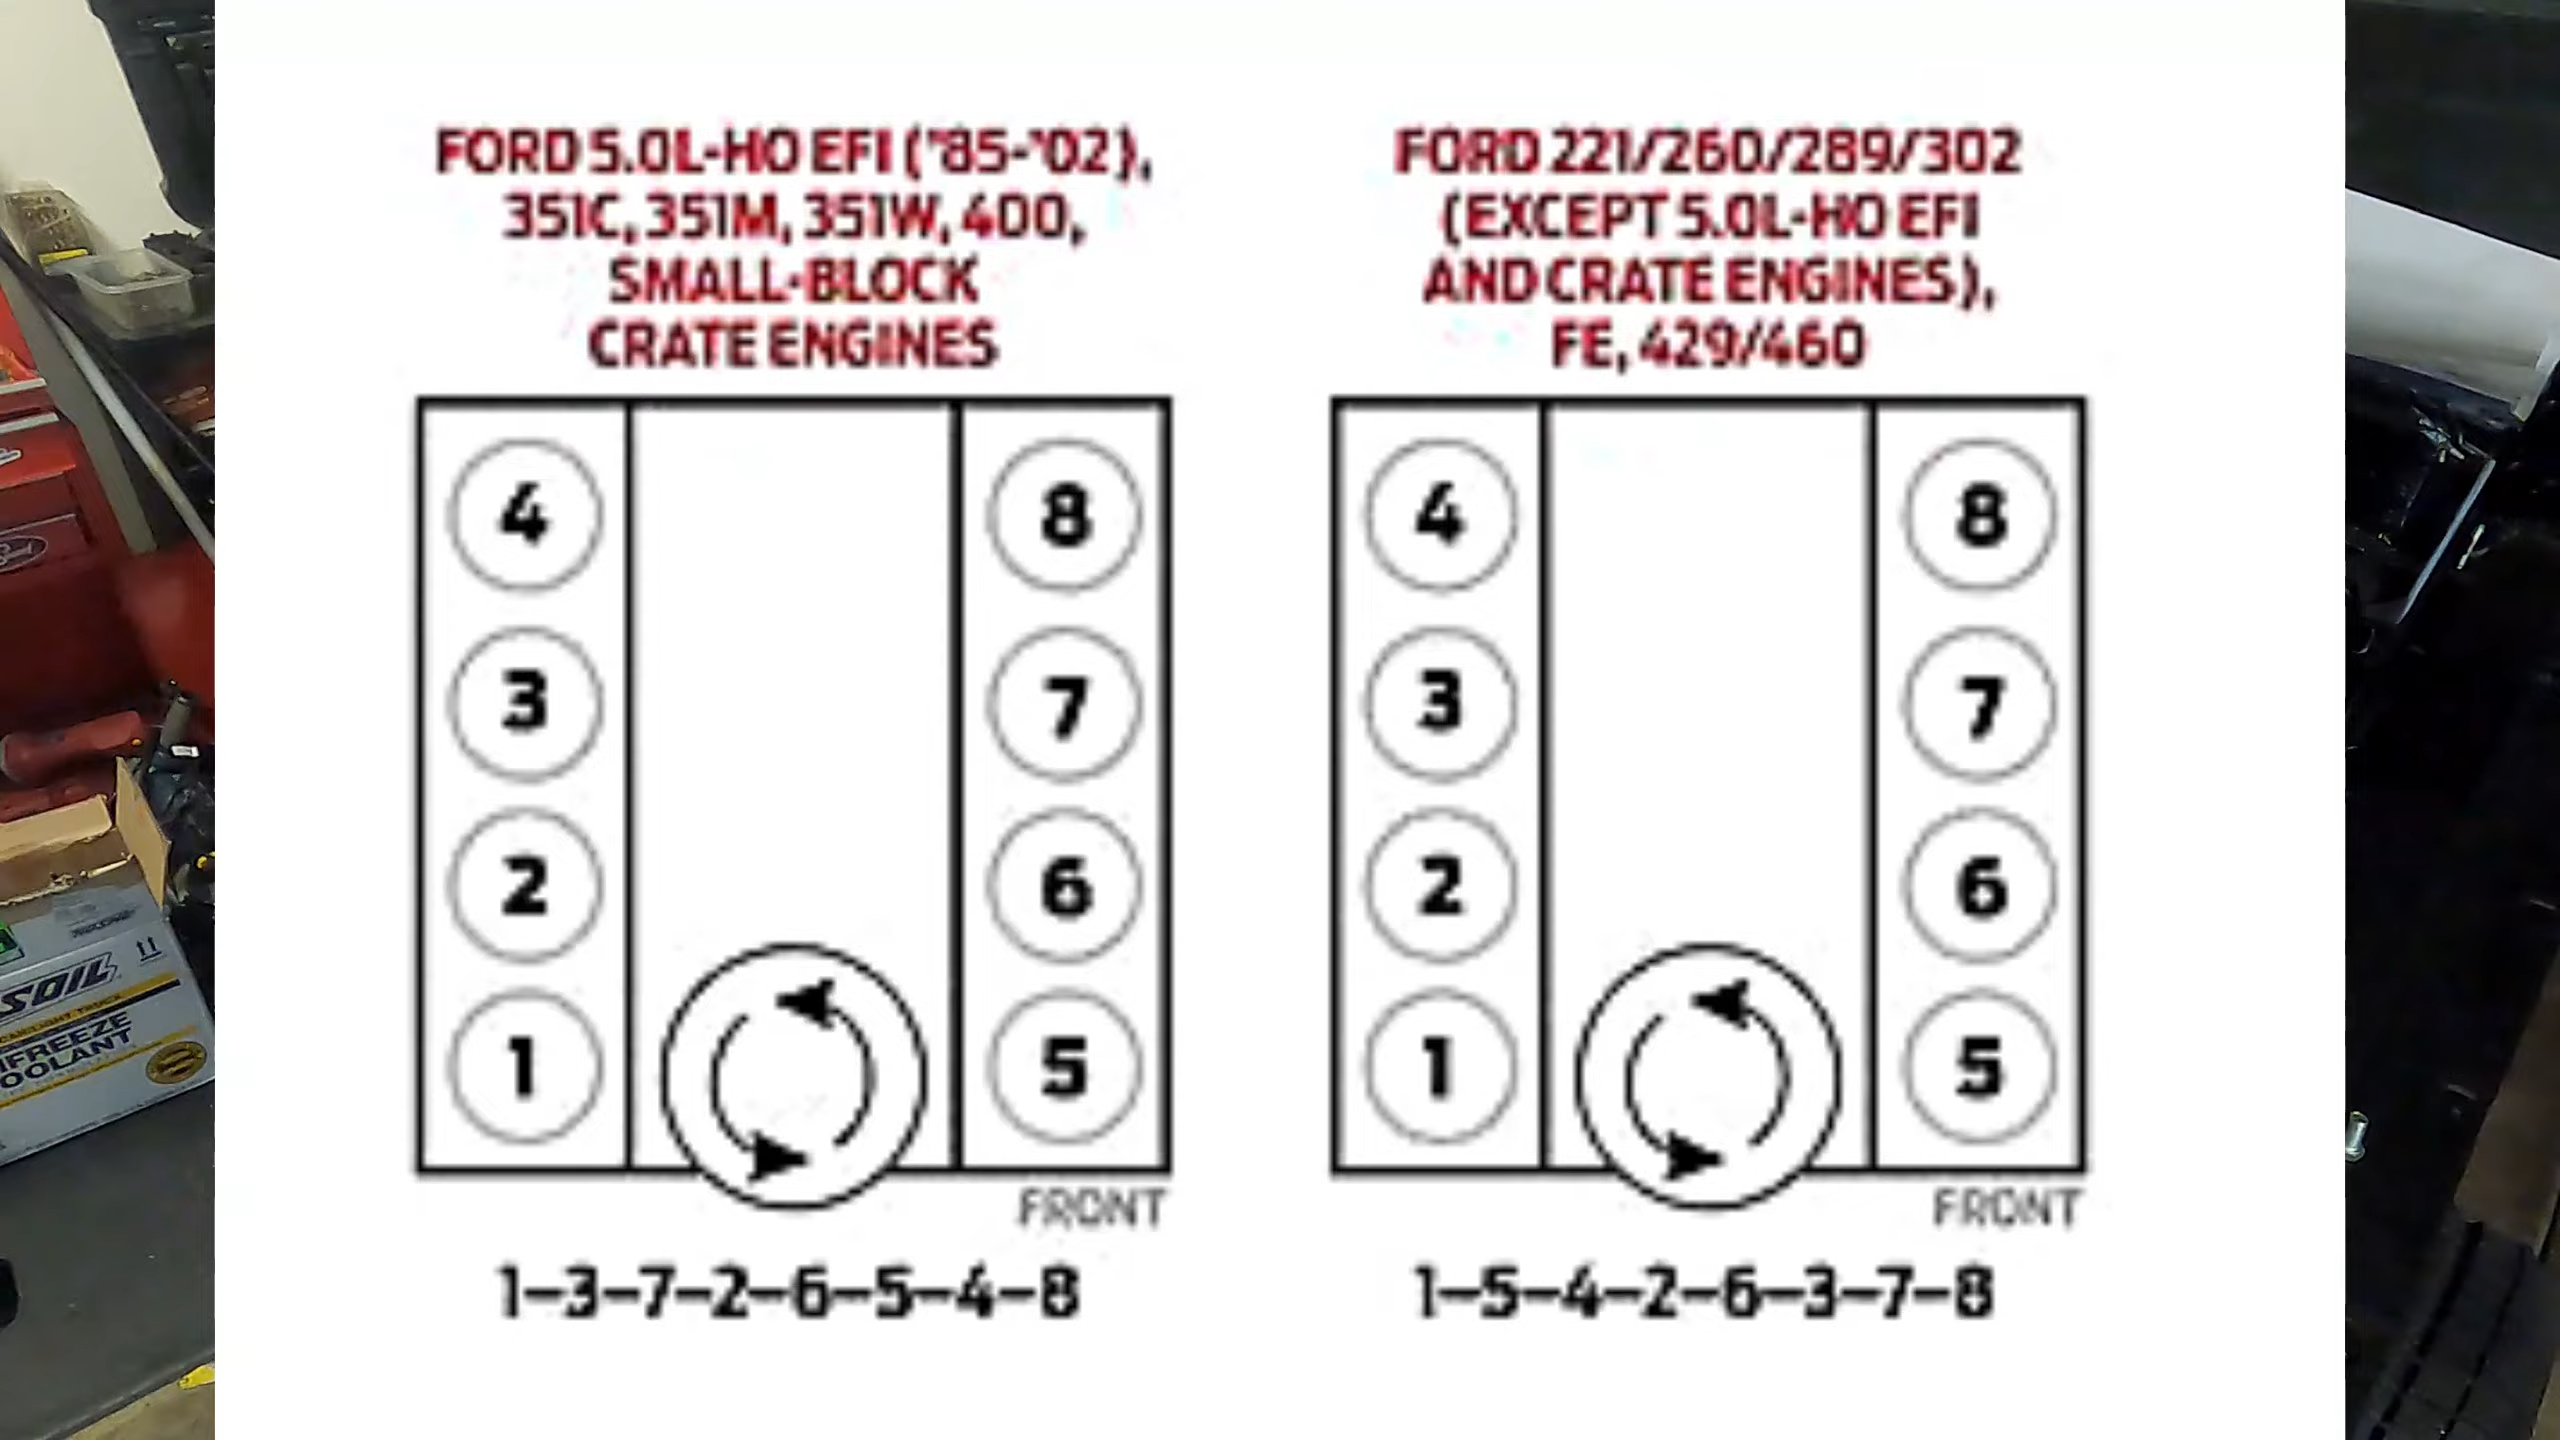 FORD 5.0L-HO EFI ('85-'02),
351C, 351M, 351W, 400,
SMALL-BLOCK
CRATE ENGINES
4
8
3
7
2
6
1
5
FRONT
1–3–7–2–6–5–4–8
FORD 221/260/289/302
(EXCEPT 5.0L-HO EFI
AND CRATE ENGINES),
FE, 429/460
4
8
3
7
2
6
1
5
FRONT
1–5–4–2–6–3–7–8
SOIL
IFREEZE
OOLANT